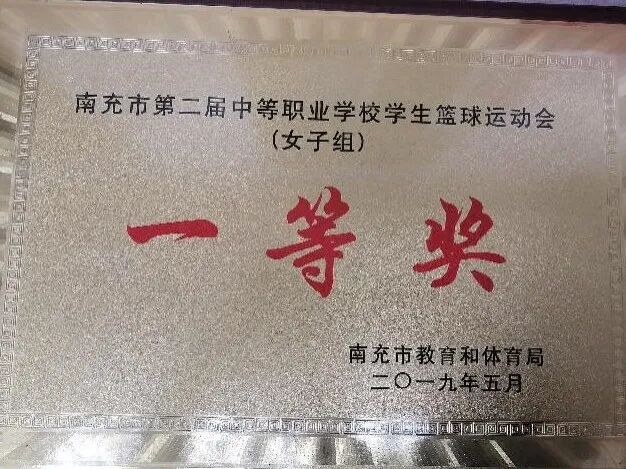 南充市第二届中等职业学校学生篮球运动会
(女子组)
一等奖
南充市教育和体育局
二〇一九年五月